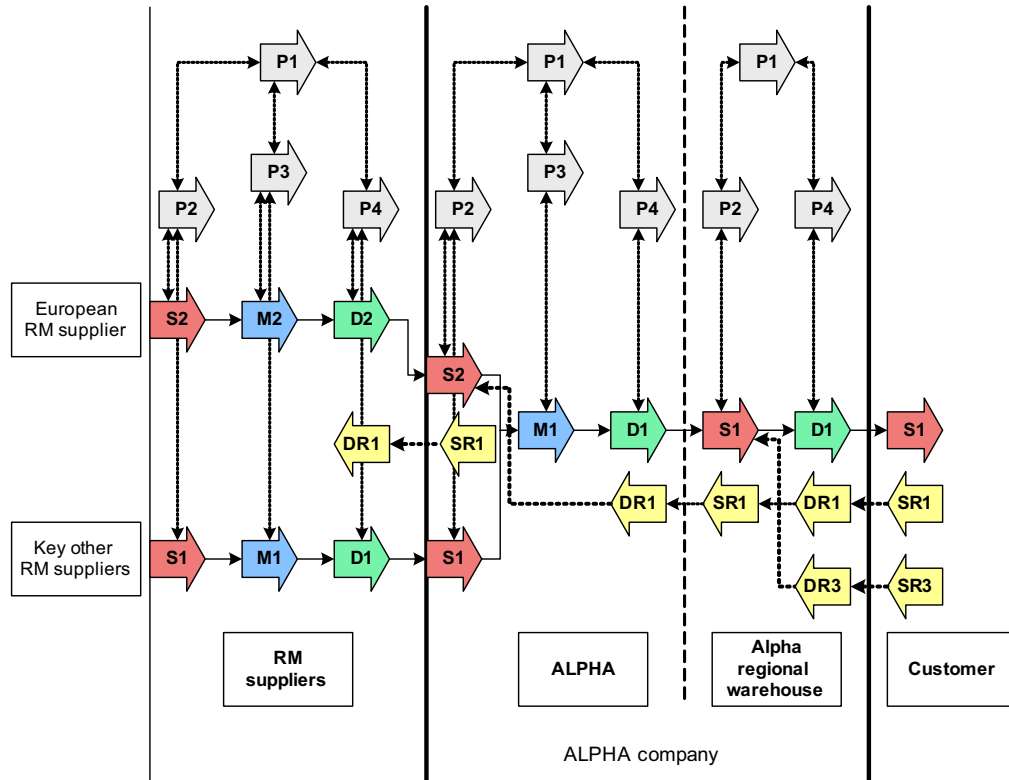 P1
P1
P1
P3
P3
P2
P4
P2
P4
P2
P4
European
RM supplier
S2
M2
D2
S2
DR1
SR1
M1
D1
S1
D1
S1
DR1
SR1
DR1
SR1
Key other
RM suppliers
S1
M1
D1
S1
DR3
SR3
RM
suppliers
ALPHA
Alpha
regional
warehouse
Customer
ALPHA company